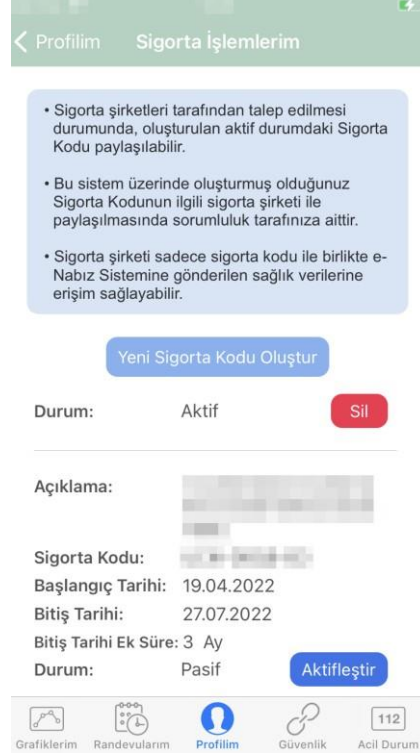 Profilim Sigorta İşlemlerim
• Sigorta şirketleri tarafından talep edilmesi
durumunda, oluşturulan aktif durumdaki Sigorta
Kodu paylaşılabilir.
• Bu sistem üzerinde oluşturmuş olduğunuz
Sigorta Kodunun ilgili sigorta şirketi ile
paylaşılmasında sorumluluk tarafınıza aittir.
• Sigorta şirketi sadece sigorta kodu ile birlikte e-
Nabız Sistemine gönderilen sağlık verilerine
erişim sağlayabilir.
Yeni Sigorta Kodu Oluştur
Durum: Aktif Sil
Açıklama:
Sigorta Kodu:
Başlangıç Tarihi: 19.04.2022
Bitiş Tarihi: 27.07.2022
Bitiş Tarihi Ek Süre: 3 Ay
Durum: Pasif Aktifleştir
112
Grafiklerim Randevularım Profilim Güvenlik Acil Durum